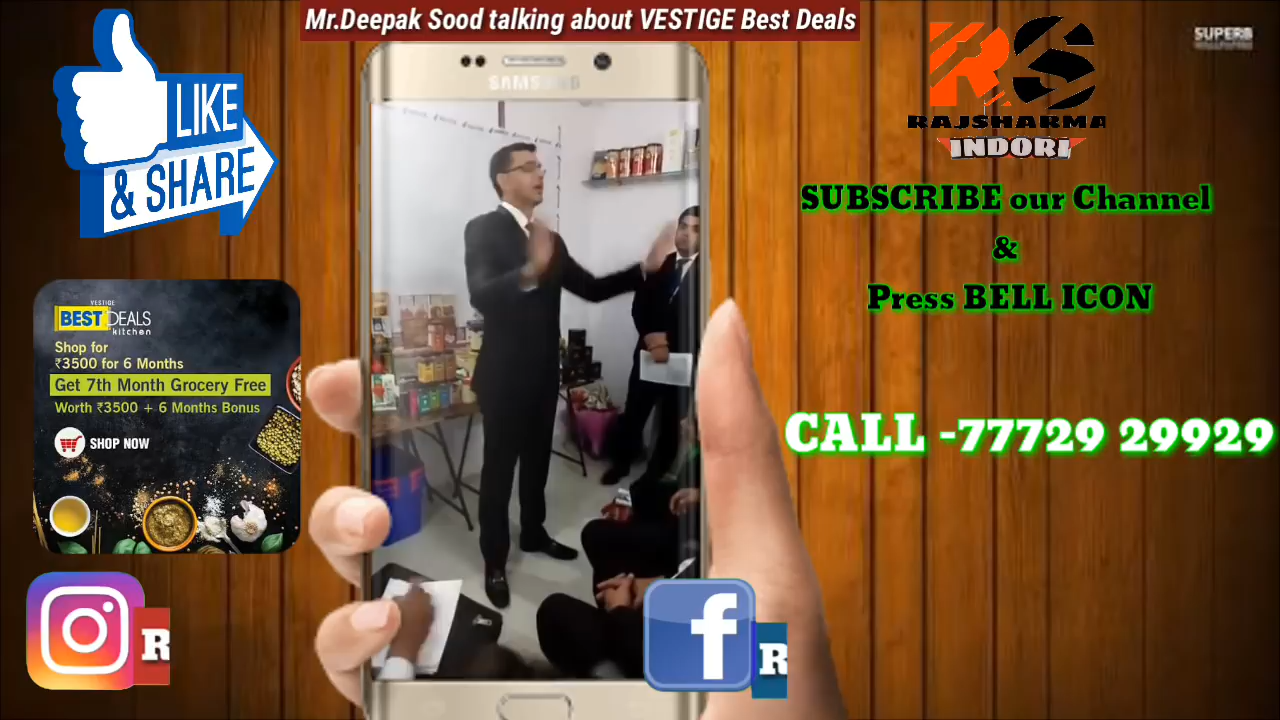 Mr.Deepak Sood talking about VESTIGE Best Deals
LIKE
& SHARE
SAMSUNG
RS
RAJSHARMA
INDORI
SUPERB
SUBSCRIBE our Channel
&
Press BELL ICON
CALL -77729 29929
VESTIGE
BEST DEALS
kitchen
Shop for
₹3500 for 6 Months
Get 7th Month Grocery Free
Worth ₹3500 + 6 Months Bonus
SHOP NOW
R
f
R